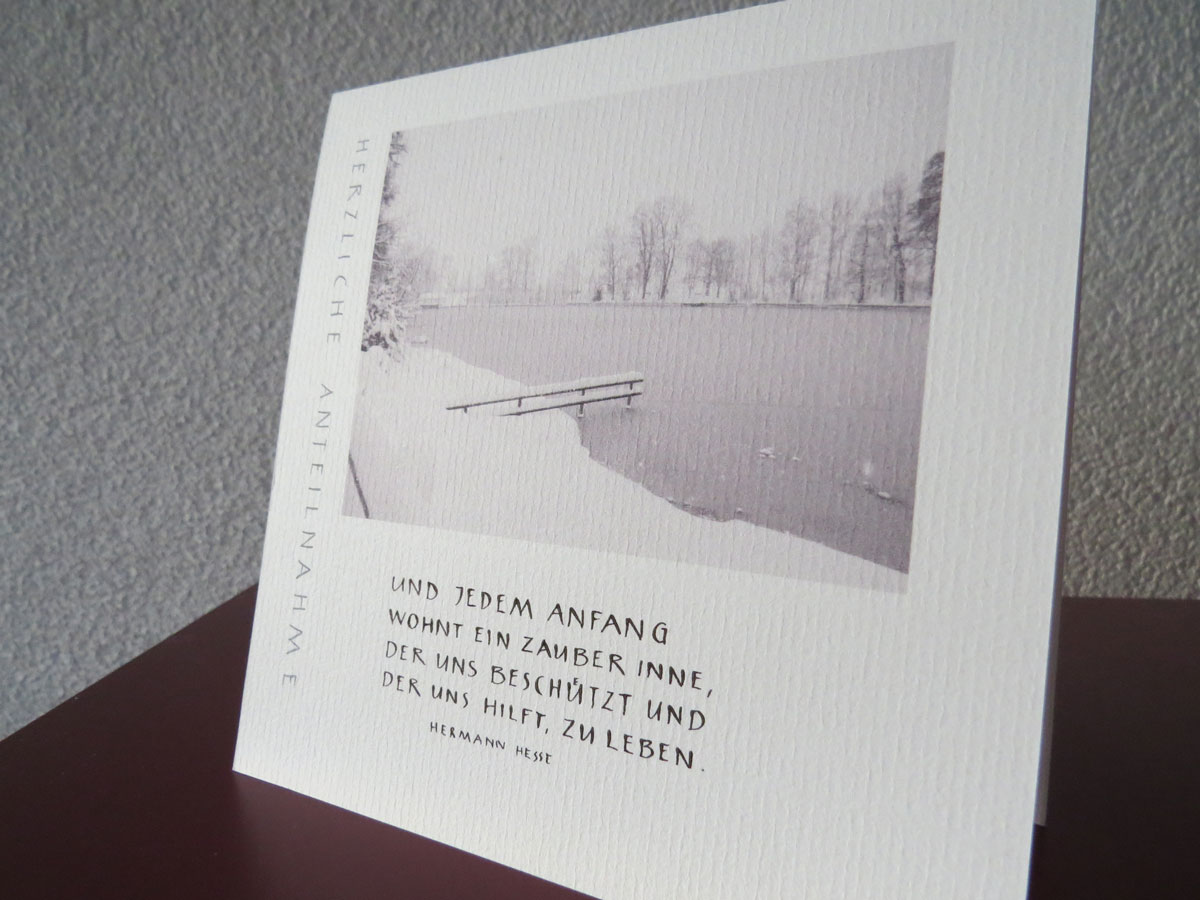 HERZLICHE ANTEILNAHME
UND JEDEM ANFANG
WOHNT EIN ZAUBER INNE,
DER UNS BESCHÜTZT UND
DER UNS HILFT, ZU LEBEN.
HERMANN HESSE